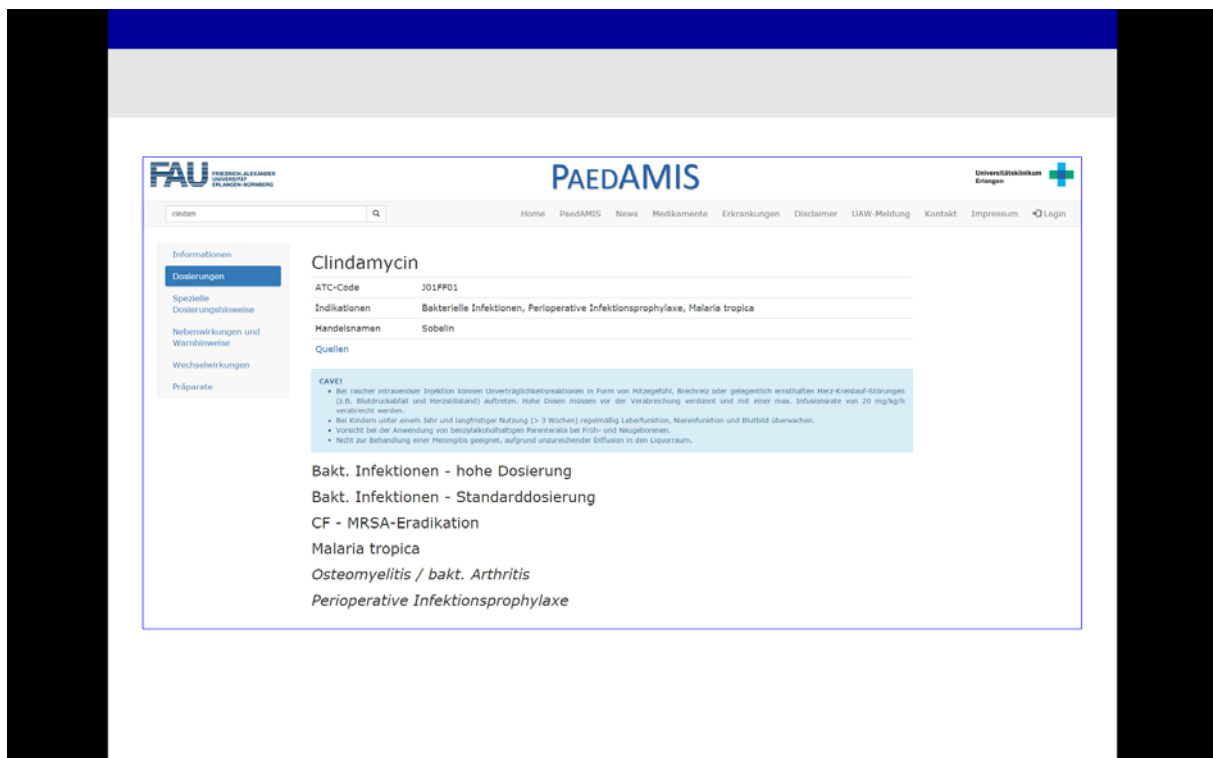 FAU FRIEDRICH-ALEXANDER
UNIVERSITÄT
ERLANGEN-NÜRNBERG
PAEDAMIS
Universitätsklinikum
Erlangen
clindam
Home PaedAMIS News Medikamente Erkrankungen Disclaimer UAW-Meldung Kontakt Impressum Login
Informationen
Dosierungen
Spezielle
Dosierungshinweise
Nebenwirkungen und
Warnhinweise
Wechselwirkungen
Präparate
Clindamycin
ATC-Code J01FF01
Indikationen Bakterielle Infektionen, Perioperative Infektionsprophylaxe, Malaria tropica
Handelsnamen Sobelin
Quellen
CAVE!
• Bei rascher intravenöser Injektion können Unverträglichkeitsreaktionen in Form von Hitzegefühl, Brechreiz oder gelegentlich ernsthaften Herz-Kreislauf-Störungen
(z.B. Blutdruckabfall und Herzstillstand) auftreten. Hohe Dosen müssen vor der Verabreichung verdünnt und mit einer max. Infusionsrate von 20 mg/kg/h
verabreicht werden.
• Bei Kindern unter einem Jahr und langfristiger Nutzung (> 3 Wochen) regelmäßig Leberfunktion, Nierenfunktion und Blutbild überwachen.
• Vorsicht bei der Anwendung von benzylalkoholhaltigen Parenteralia bei Früh- und Neugeborenen.
• Nicht zur Behandlung einer Meningitis geeignet, aufgrund unzureichender Diffusion in den Liquorraum.
Bakt. Infektionen - hohe Dosierung
Bakt. Infektionen - Standarddosierung
CF - MRSA-Eradikation
Malaria tropica
Osteomyelitis / bakt. Arthritis
Perioperative Infektionsprophylaxe